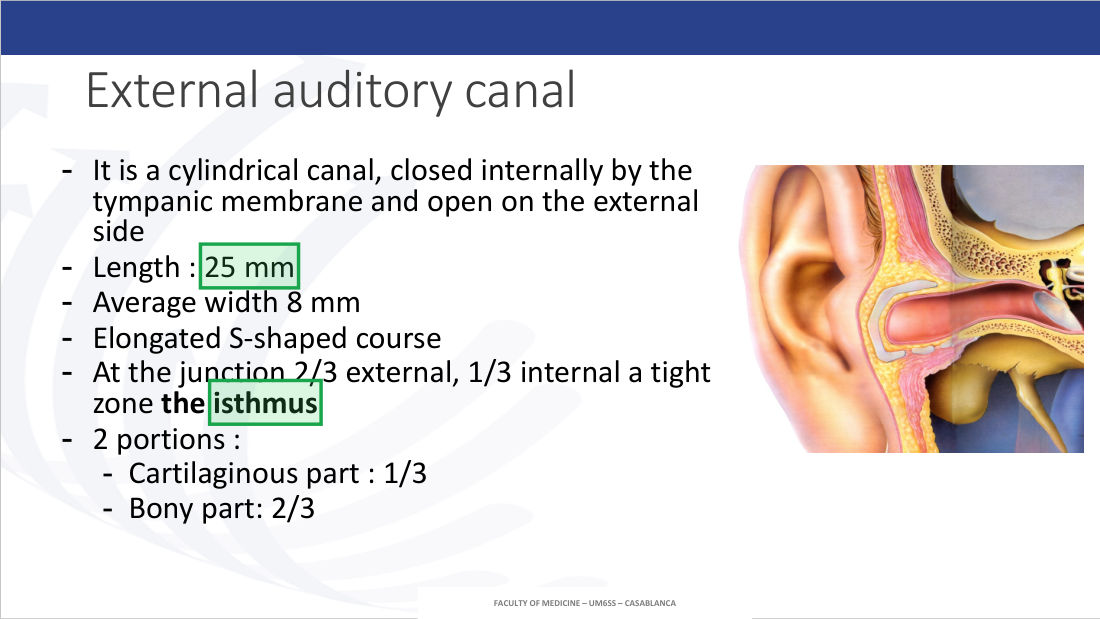 External auditory canal
- It is a cylindrical canal, closed internally by the
tympanic membrane and open on the external
side
- Length : 25 mm
- Average width 8 mm
- Elongated S-shaped course
- At the junction 2/3 external, 1/3 internal a tight
zone the isthmus
- 2 portions :
- Cartilaginous part : 1/3
- Bony part: 2/3
FACULTY OF MEDICINE – UM6SS – CASABLANCA